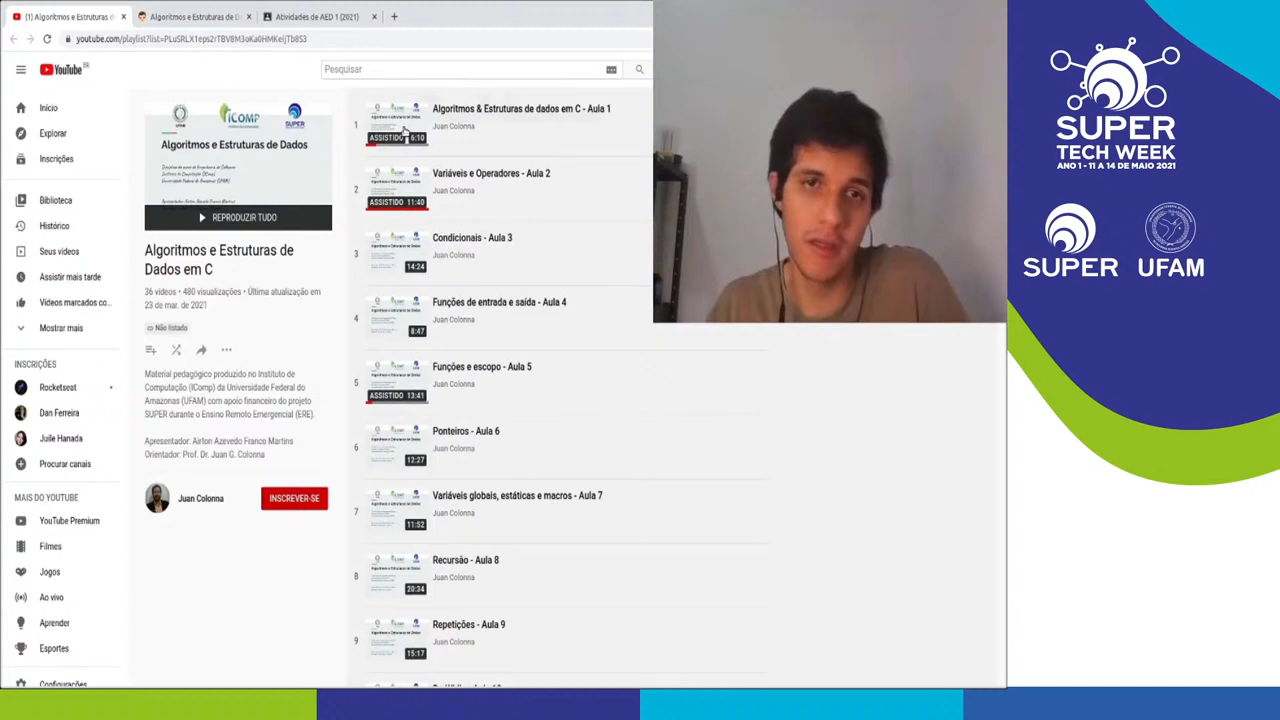 (1) Algoritmos e Estruturas de
Algoritmos e Estruturas de D
Atividades de AED 1 (2021)
YouTube BR
Pesquisar
Início
Explorar
Inscrições
Biblioteca
Histórico
Seus vídeos
Assistir mais tarde
Vídeos marcados co...
Mostrar mais
INSCRIÇÕES
Rocketseat
Dan Ferreira
Procurar canais
MAIS DO YOUTUBE
YouTube Premium
Filmes
Jogos
Ao vivo
Aprender
Esportes
Configurações
iComp
SUPER
Algoritmos e Estruturas de Dados
REPRODUZIR TUDO
Algoritmos e Estruturas de
Dados em C
36 vídeos • 480 visualizações • Última atualização em
23 de mar. de 2021
Não listada
Material pedagógico produzido no Instituto de
Computação (IComp) da Universidade Federal do
Amazonas (UFAM) com apoio financeiro do projeto
SUPER durante o Ensino Remoto Emergencial (ERE).
Apresentador: Airton Azevedo Franco Martins
Orientador: Prof. Dr. Juan G. Colonna
Juan Colonna
INSCREVER-SE
1
ASSISTIDO 6:10
Algoritmos & Estruturas de dados em C - Aula 1
Juan Colonna
2
ASSISTIDO 11:40
Variáveis e Operadores - Aula 2
Juan Colonna
3
14:24
Condicionais - Aula 3
Juan Colonna
4
8:47
Funções de entrada e saída - Aula 4
Juan Colonna
5
ASSISTIDO 13:41
Funções e escopo - Aula 5
Juan Colonna
6
12:27
Ponteiros - Aula 6
Juan Colonna
7
11:52
Variáveis globais, estáticas e macros - Aula 7
Juan Colonna
8
20:34
Recursão - Aula 8
Juan Colonna
9
15:17
Repetições - Aula 9
Juan Colonna
SUPER
TECH WEEK
ANO 1 - 11 A 14 DE MAIO 2021
SUPER
UFAM